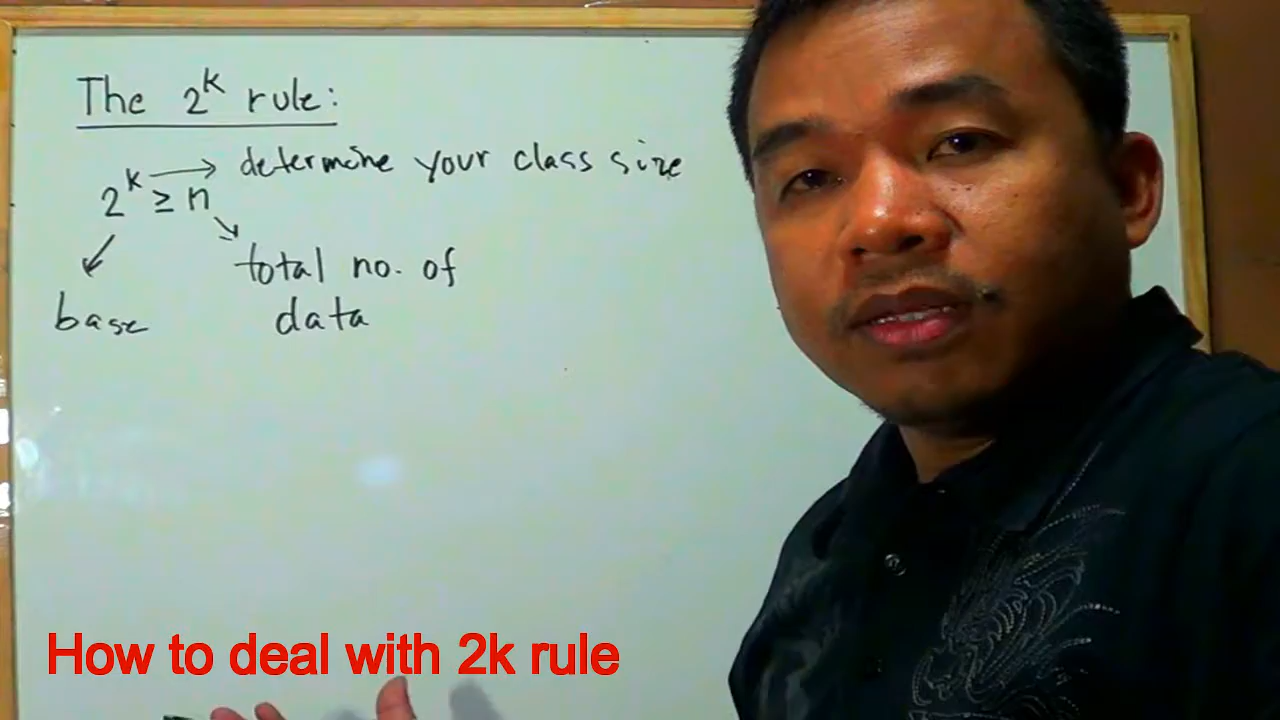 The 2^k rule:
2^k ≥ n → determine your class size
base
total no. of
data
How to deal with 2k rule